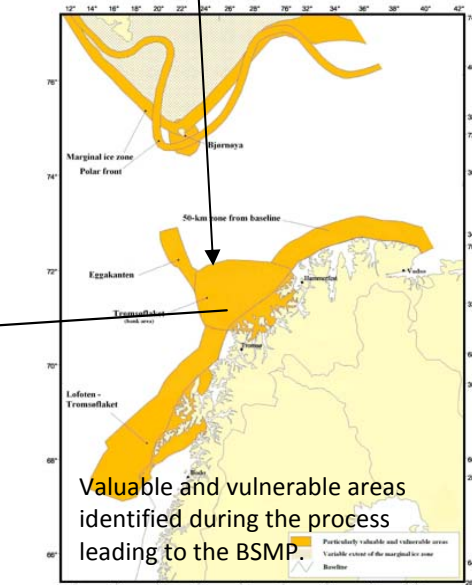 12° 14° 16° 18° 20° 22° 24° 26° 28° 30° 32° 34° 36° 38° 40° 42°
76°
Bjørnøya
Marginal ice zone
Polar front
74°
50-km zone from baseline
72°
Eggakanten
Hammerfest
Vadsø
Tromsøflaket
(bank area)
Tromsø
70°
Lofoten -
Tromsøflaket
68°
Bodø
Valuable and vulnerable areas
identified during the process
leading to the BSMP.
Particularly valuable and vulnerable areas
Variable extent of the marginal ice zone
Baseline
66°